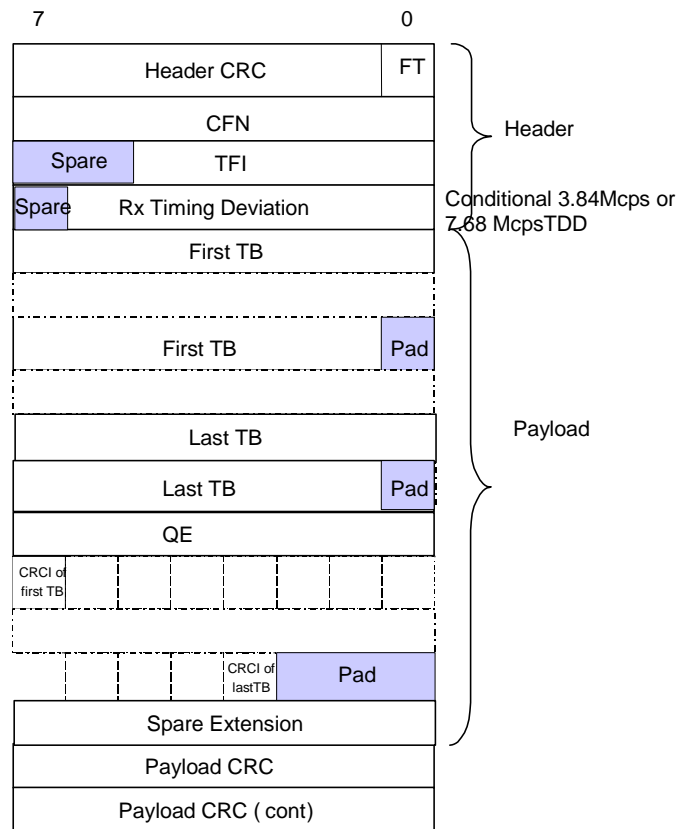 7 0
Header CRC FT
CFN
Header
Spare TFI
Spare Rx Timing Deviation
Conditional 3.84Mcps or
7.68 McpsTDD
First TB
First TB Pad
Last TB
Payload
Last TB Pad
QE
CRCI of
first TB
CRCI of
lastTB
Pad
Spare Extension
Payload CRC
Payload CRC ( cont)